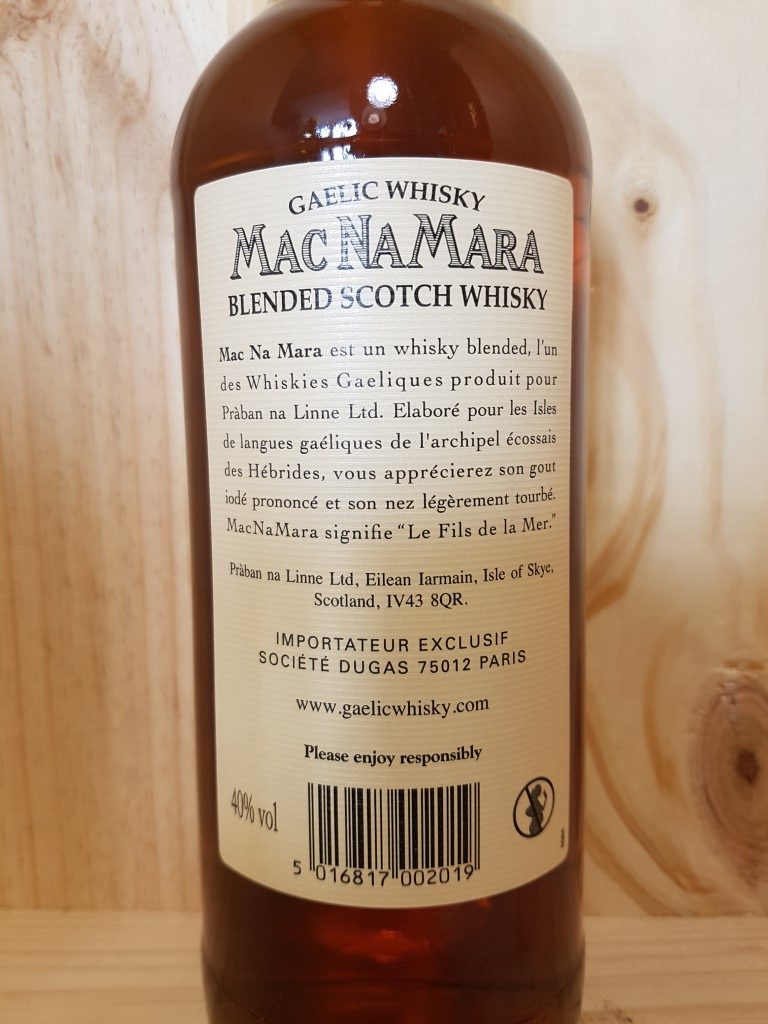 GAELIC WHISKY
MAC NA MARA
BLENDED SCOTCH WHISKY
Mac Na Mara est un whisky blended, l'un
des Whiskies Gaeliques produit pour
Pràban na Linne Ltd. Elaboré pour les Isles
de langues gaéliques de l'archipel écossais
des Hébrides, vous apprécierez son gout
iodé prononcé et son nez légèrement tourbé.
MacNaMara signifie “Le Fils de la Mer.”
Pràban na Linne Ltd, Eilean Iarmain, Isle of Skye,
Scotland, IV43 8QR.
IMPORTATEUR EXCLUSIF
SOCIÉTÉ DUGAS 75012 PARIS
www.gaelicwhisky.com
Please enjoy responsibly
40% vol
5 016817 002019